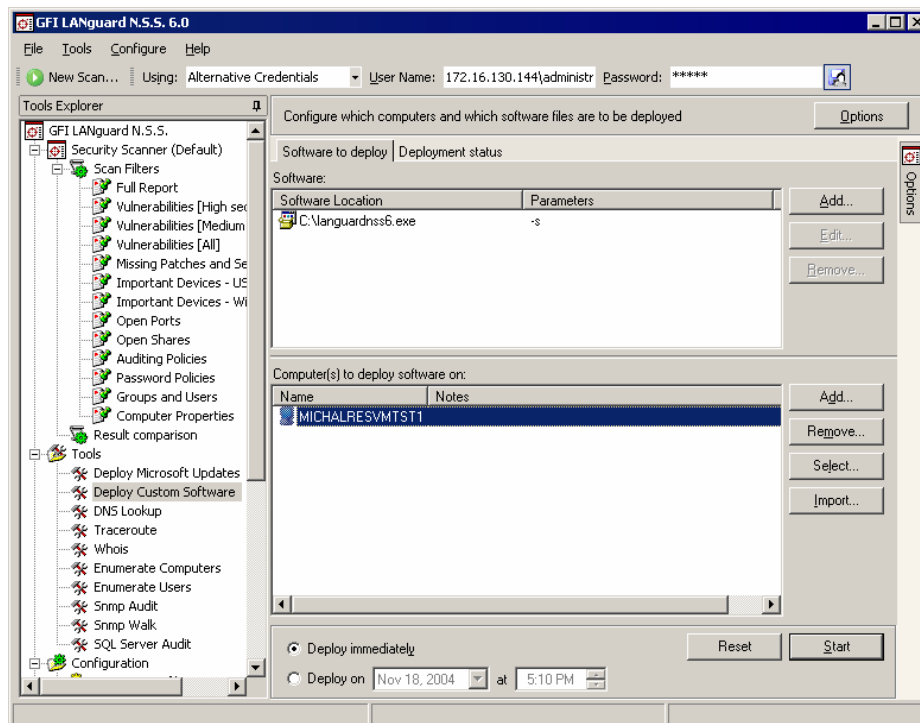 GFI LANguard N.S.S. 6.0
File Tools Configure Help
New Scan... Using: Alternative Credentials User Name: 172.16.130.144\administr Password: *****
Tools Explorer
GFI LANguard N.S.S.
Security Scanner (Default)
Scan Filters
Full Report
Vulnerabilities [High sec
Vulnerabilities [Medium
Vulnerabilities [All]
Missing Patches and Se
Important Devices - US
Important Devices - Wi
Open Ports
Open Shares
Auditing Policies
Password Policies
Groups and Users
Computer Properties
Result comparison
Tools
Deploy Microsoft Updates
Deploy Custom Software
DNS Lookup
Traceroute
Whois
Enumerate Computers
Enumerate Users
Snmp Audit
Snmp Walk
SQL Server Audit
Configuration
Configure which computers and which software files are to be deployed
Options
Software to deploy Deployment status
Software:
Software Location Parameters
C:\languardnss6.exe -s
Add...
Edit...
Remove...
Computer(s) to deploy software on:
Name Notes
MICHALRESVMTST1
Add...
Remove...
Select...
Import...
Deploy immediately
Reset Start
Deploy on Nov 18, 2004 at 5:10 PM
Options